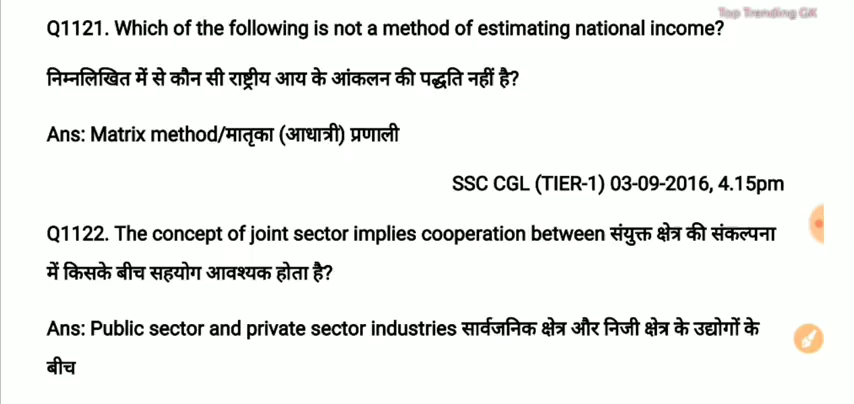 Top Trending GK
Q1121. Which of the following is not a method of estimating national income?
निम्नलिखित में से कौन सी राष्ट्रीय आय के आंकलन की पद्धति नहीं है?
Ans: Matrix method/मातृका (आधात्री) प्रणाली
SSC CGL (TIER-1) 03-09-2016, 4.15pm
Q1122. The concept of joint sector implies cooperation between संयुक्त क्षेत्र की संकल्पना
में किसके बीच सहयोग आवश्यक होता है?
Ans: Public sector and private sector industries सार्वजनिक क्षेत्र और निजी क्षेत्र के उद्योगों के
बीच